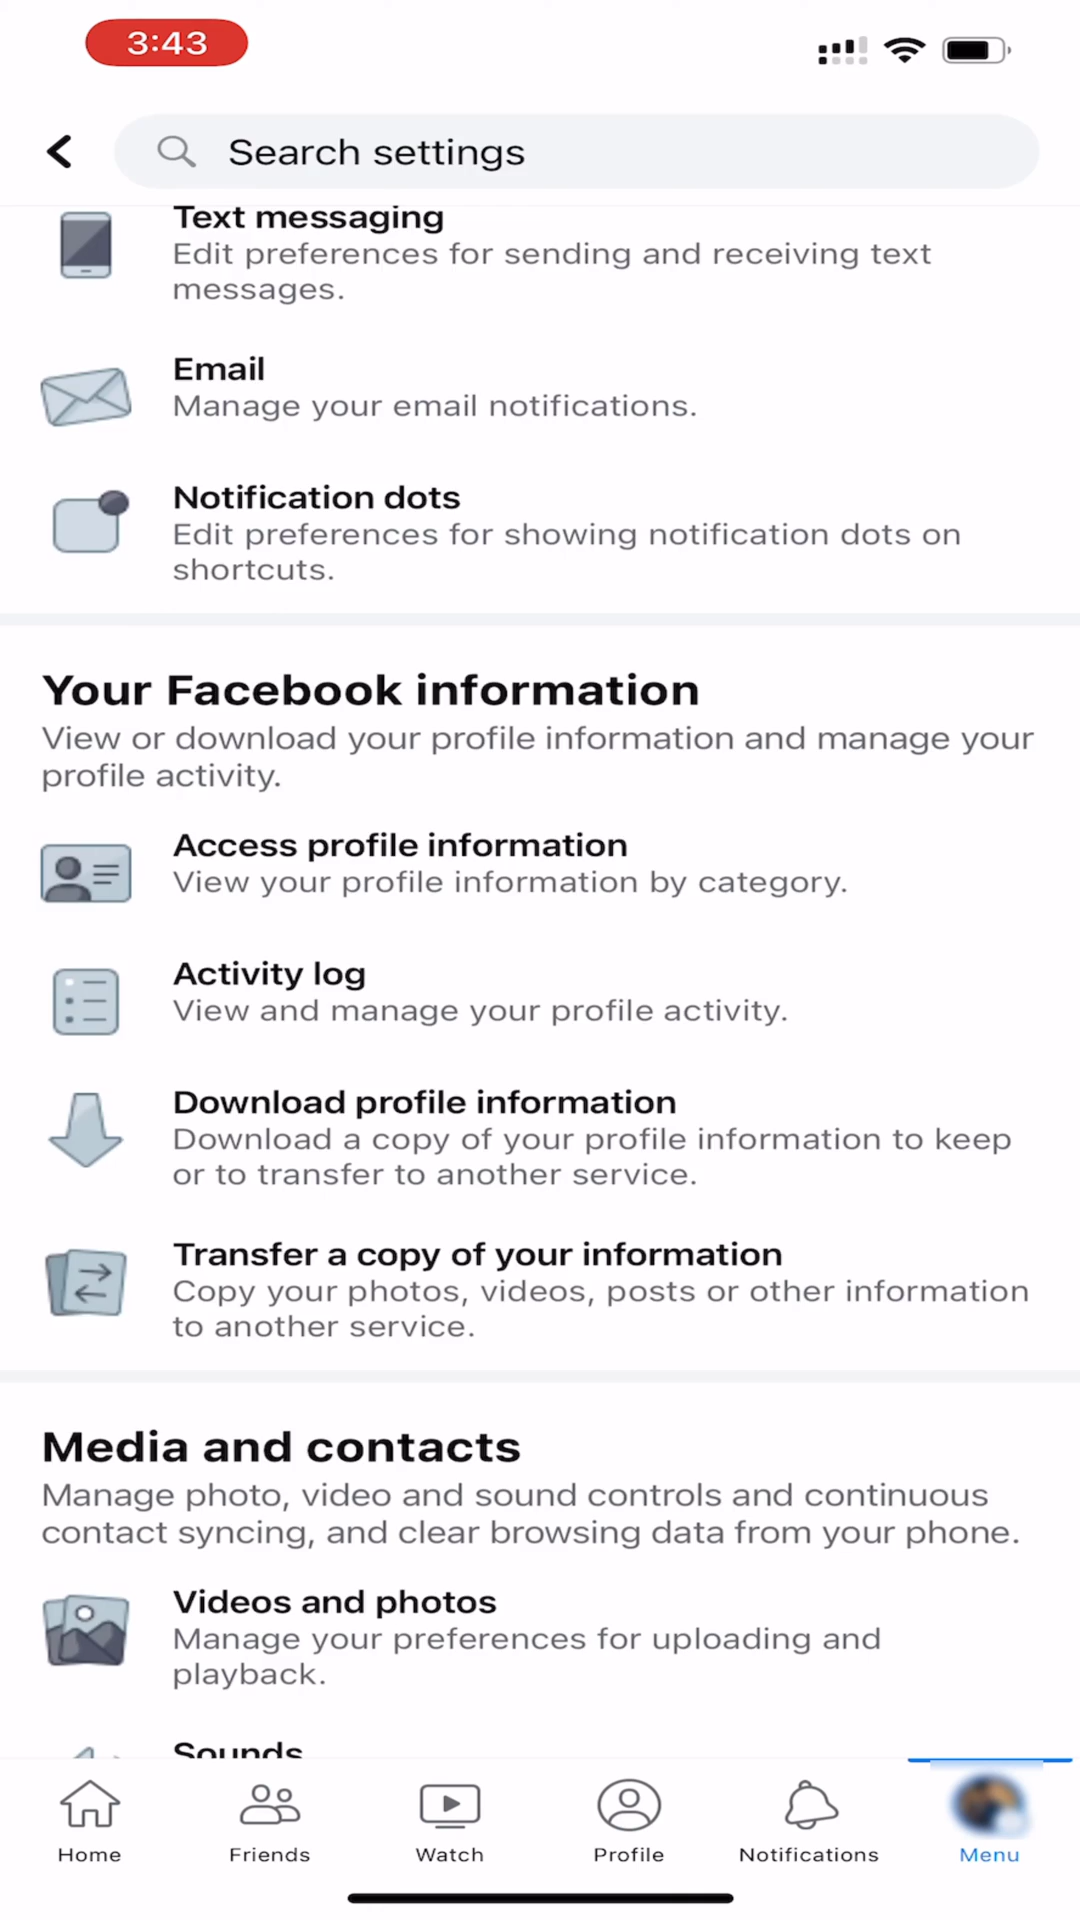 3:43
Search settings
Text messaging
Edit preferences for sending and receiving text
messages.
Email
Manage your email notifications.
Notification dots
Edit preferences for showing notification dots on
shortcuts.
Your Facebook information
View or download your profile information and manage your
profile activity.
Access profile information
View your profile information by category.
Activity log
View and manage your profile activity.
Download profile information
Download a copy of your profile information to keep
or to transfer to another service.
Transfer a copy of your information
Copy your photos, videos, posts or other information
to another service.
Media and contacts
Manage photo, video and sound controls and continuous
contact syncing, and clear browsing data from your phone.
Videos and photos
Manage your preferences for uploading and
playback.
Sounds
Home Friends Watch Profile Notifications Menu